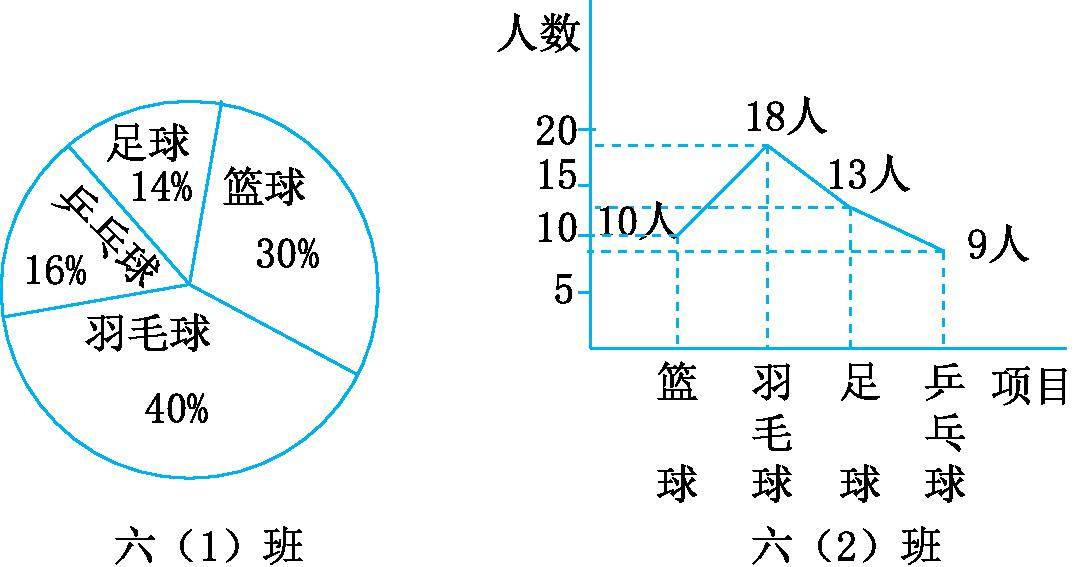 足球
14%
篮球
30%
乒乓球
16%
羽毛球
40%
六（1）班
人数
20
15
10
5
10人
18人
13人
9人
篮球
羽毛球
足球
乒乓球
项目
六（2）班